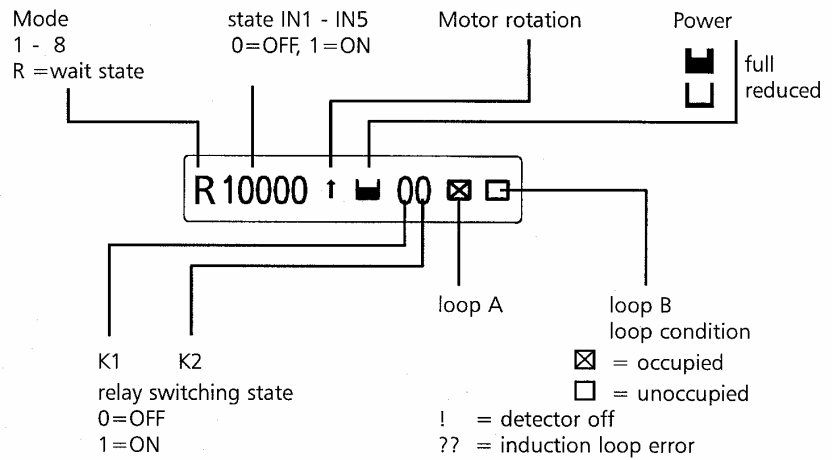 Mode
1 - 8
R =wait state
state IN1 - IN5
0=OFF, 1=ON
Motor rotation
Power
full
reduced
R 10000 ↑ 00
loop A
loop B
loop condition
= occupied
= unoccupied
! = detector off
?? = induction loop error
K1 K2
relay switching state
0=OFF
1=ON